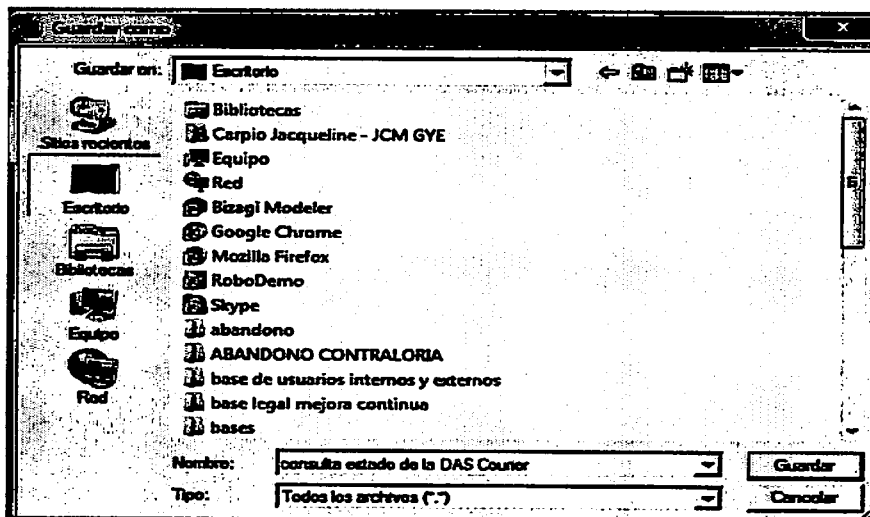 Guardar como
Guardar en: Escritorio
Sitios recientes
Escritorio
Bibliotecas
Equipo
Red
Bibliotecas
Carpio Jacqueline - JCM GYE
Equipo
Red
Bizagi Modeler
Google Chrome
Mozilla Firefox
RoboDemo
Skype
abandono
ABANDONO CONTRALORIA
base de usuarios internos y externos
base legal mejora continua
bases
Nombre: consulta estado de la DAS Courier Guardar
Tipo: Todos los archivos (*.*) Cancelar